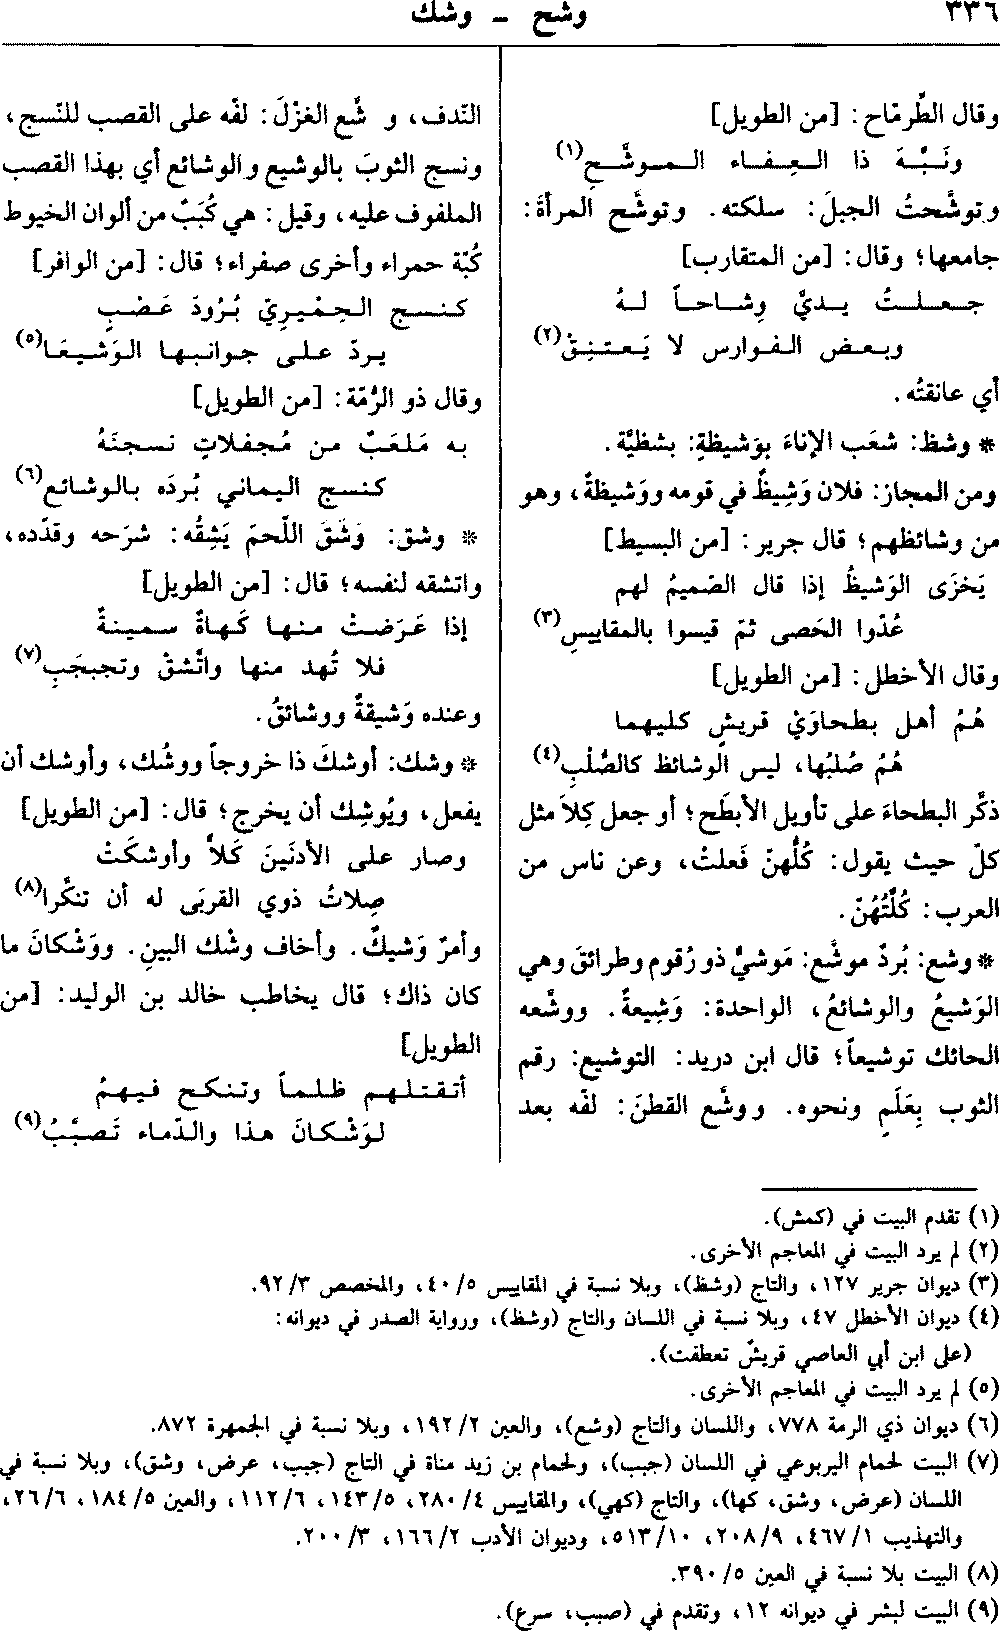 ٣٣٦
وشح - وشك
وقال الطِّرمّاح: [من الطويل]
ونَبَّهَ ذا العِفاء الموشَّحِ(١)
وتوشَّحتُ الجبلَ: سلكته. وتوشَّح المرأةَ:
جامعها؛ وقال: [من المتقارب]
جعلتُ يديَّ وِشاحاً لهُ
وبعض الفوارس لا يَعتنِقْ(٢)
أي عانقتُه.
* وشظ: شعَب الإناءَ بوَشيظةٍ: بشظيَّة.
ومن المجاز: فلان وَشِيظٌ في قومه ووَشيظةٌ، وهو
من وشائظهم؛ قال جرير: [من البسيط]
يَخزَى الوَشيظُ إذا قال الصّميمُ لهم
عُدّوا الحَصى ثمّ قيسوا بالمقاييسِ(٣)
وقال الأخطل: [من الطويل]
هُمُ أهل بطحاوَيْ قريشٍ كليهما
هُمُ صُلبُها، ليس الوشائظ كالصُّلْبِ(٤)
ذكَّر البطحاءَ على تأويل الأبطَح؛ أو جعل كِلاَ مثل
كلّ حيث يقول: كُلُّهنّ فَعلتْ، وعن ناس من
العرب: كُلَّتُهُنّ.
* وشع: بُردٌ موشَّع: مَوشيٌّ ذو رُقوم وطرائقَ وهي
الوَشيعُ والوشائعُ، الواحدة: وَشِيعةٌ. ووشَّعه
الحائك توشيعاً؛ قال ابن دريد: التوشيع: رقم
الثوب بِعَلَمٍ ونحوه. ووشَّع القطنَ: لفّه بعد
النّدف، و شَّع الغزْلَ: لفّه على القصب للنّسج،
ونسج الثوبَ بالوشيع والوشائع أي بهذا القصب
الملفوف عليه، وقيل: هي كُبَبٌ من ألوان الخيوط
كُبّة حمراء وأخرى صفراء؛ قال: [من الوافر]
كنسج الحِمْيريّ بُرُودَ عَصْبٍ
يردّ على جوانبها الوَشيعَا(٥)
وقال ذو الرُّمّة: [من الطويل]
به مَلعَبٌ من مُجفلاتٍ نسجنَهُ
كنسج اليماني بُردَه بالوشائعِ(٦)
* وشق: وَشَقَ اللّحمَ يَشِقُه: شرَحه وقدّده،
واتشقه لنفسه؛ قال: [من الطويل]
إذا عَرَضتْ منها كَهاةٌ سمينةٌ
فلا تُهد منها واتَّشقْ وتجبجَبِ(٧)
وعنده وَشيقةٌ ووشائقُ.
* وشك: أوشكَ ذا خروجاً ووشُك، وأوشك أن
يفعل، ويُوشِك أن يخرج؛ قال: [من الطويل]
وصار على الأدنَينَ كَلاًّ وأوشكَتْ
صِلاتُ ذوي القربَى له أن تنكَّرا(٨)
وأمرٌ وَشيكٌ. وأخاف وشْك البينِ. ووَشْكانَ ما
كان ذاك؛ قال يخاطب خالد بن الوليد: [من
الطويل]
أتقتلهم ظلماً وتنكح فيهمُ
لوَشْكانَ هذا والدّماء تَصبَّبُ(٩)
(١) تقدم البيت في (كمش).
(٢) لم يرد البيت في المعاجم الأخرى.
(٣) ديوان جرير ١٢٧، والتاج (وشظ)، وبلا نسبة في المقاييس ٤٠/٥، والمخصص ٩٢/٣.
(٤) ديوان الأخطل ٤٧، وبلا نسبة في اللسان والتاج (وشظ)، ورواية الصدر في ديوانه:
(على ابن أبي العاصي قريشٌ تعطفت).
(٥) لم يرد البيت في المعاجم الأخرى.
(٦) ديوان ذي الرمة ٧٧٨، واللسان والتاج (وشع)، والعين ١٩٢/٢، وبلا نسبة في الجمهرة ٨٧٢.
(٧) البيت لحمام اليربوعي في اللسان (جبب)، ولحمام بن زيد مناة في التاج (جبب، عرض، وشق)، وبلا نسبة في
اللسان (عرض، وشق، كها)، والتاج (كهي)، والمقاييس ٢٨٠/٤، ١٤٣/٥، ١١٢/٦، والعين ١٨٤/٥، ٢٦/٦،
والتهذيب ٤٦٧/١، ٢٠٨/٩، ٥١٣/١٠، وديوان الأدب ١٦٦/٢، ٢٠٠/٣.
(٨) البيت بلا نسبة في العين ٣٩٠/٥.
(٩) البيت لبشر في ديوانه ١٢، وتقدم في (صبب، سرع).